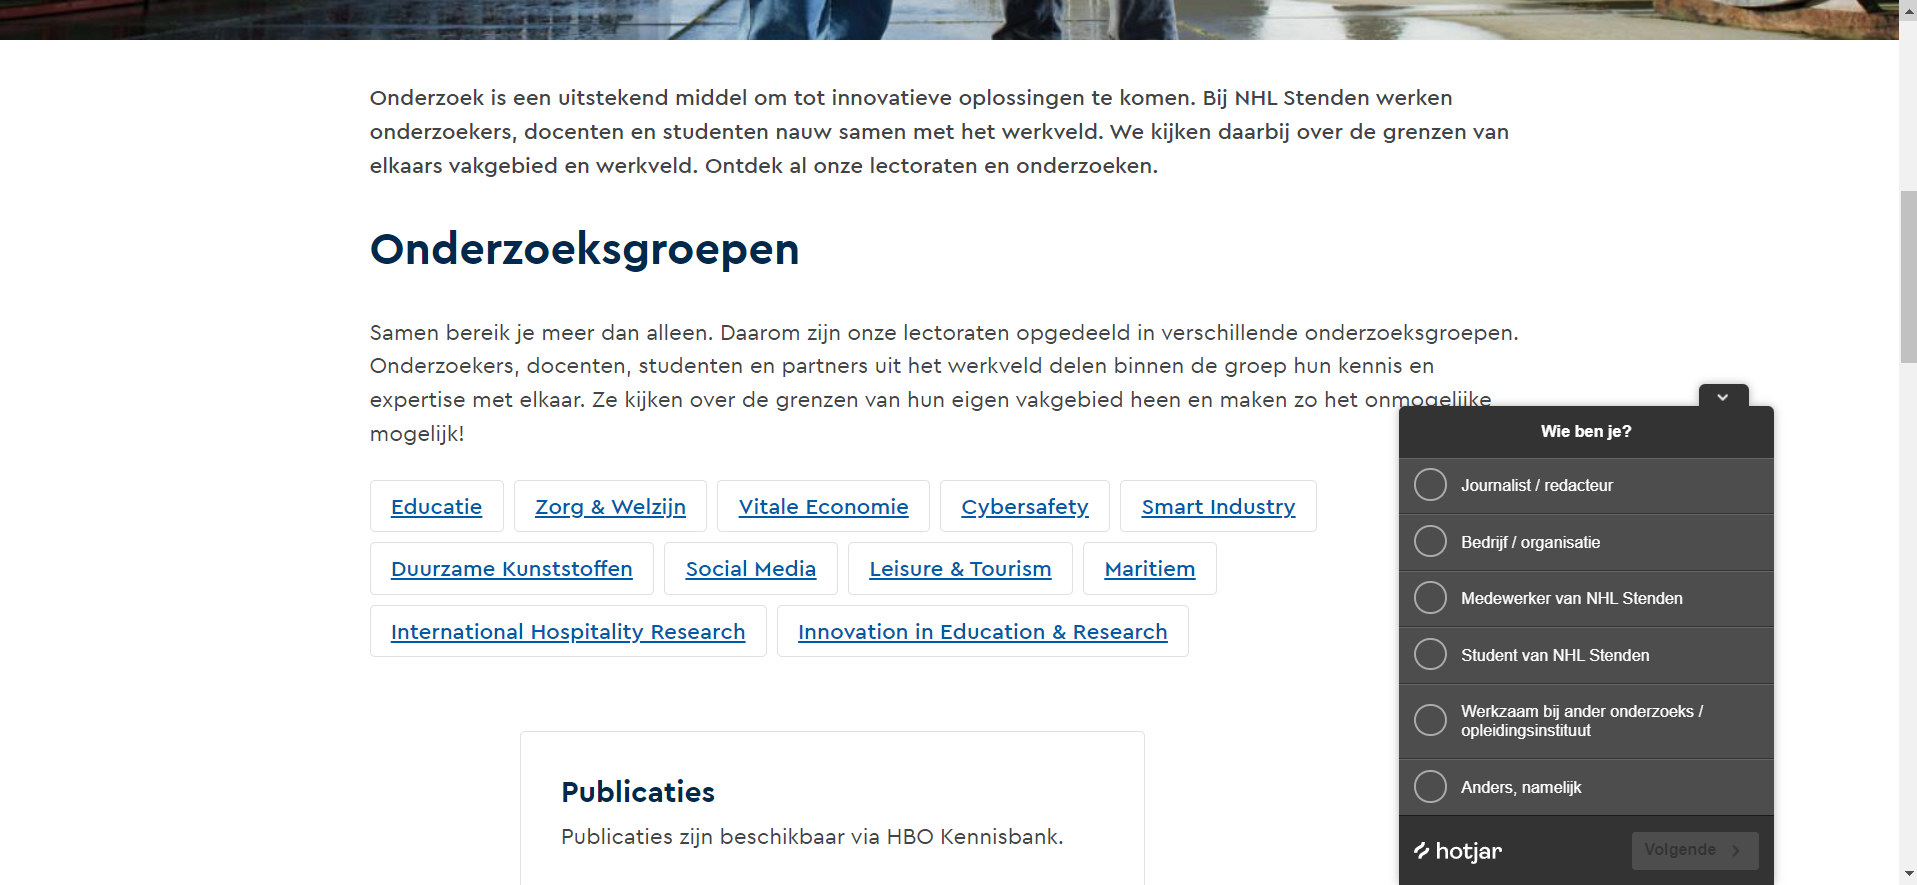 Onderzoek is een uitstekend middel om tot innovatieve oplossingen te komen. Bij NHL Stenden werken
onderzoekers, docenten en studenten nauw samen met het werkveld. We kijken daarbij over de grenzen van
elkaars vakgebied en werkveld. Ontdek al onze lectoraten en onderzoeken.
Onderzoeksgroepen
Samen bereik je meer dan alleen. Daarom zijn onze lectoraten opgedeeld in verschillende onderzoeksgroepen.
Onderzoekers, docenten, studenten en partners uit het werkveld delen binnen de groep hun kennis en
expertise met elkaar. Ze kijken over de grenzen van hun eigen vakgebied heen en maken zo het onmogelijke
mogelijk!
Educatie Zorg & Welzijn Vitale Economie Cybersafety Smart Industry
Duurzame Kunststoffen Social Media Leisure & Tourism Maritiem
International Hospitality Research Innovation in Education & Research
Publicaties
Publicaties zijn beschikbaar via HBO Kennisbank.
Wie ben je?
Journalist / redacteur
Bedrijf / organisatie
Medewerker van NHL Stenden
Student van NHL Stenden
Werkzaam bij ander onderzoeks /
opleidingsinstituut
Anders, namelijk
hotjar Volgende